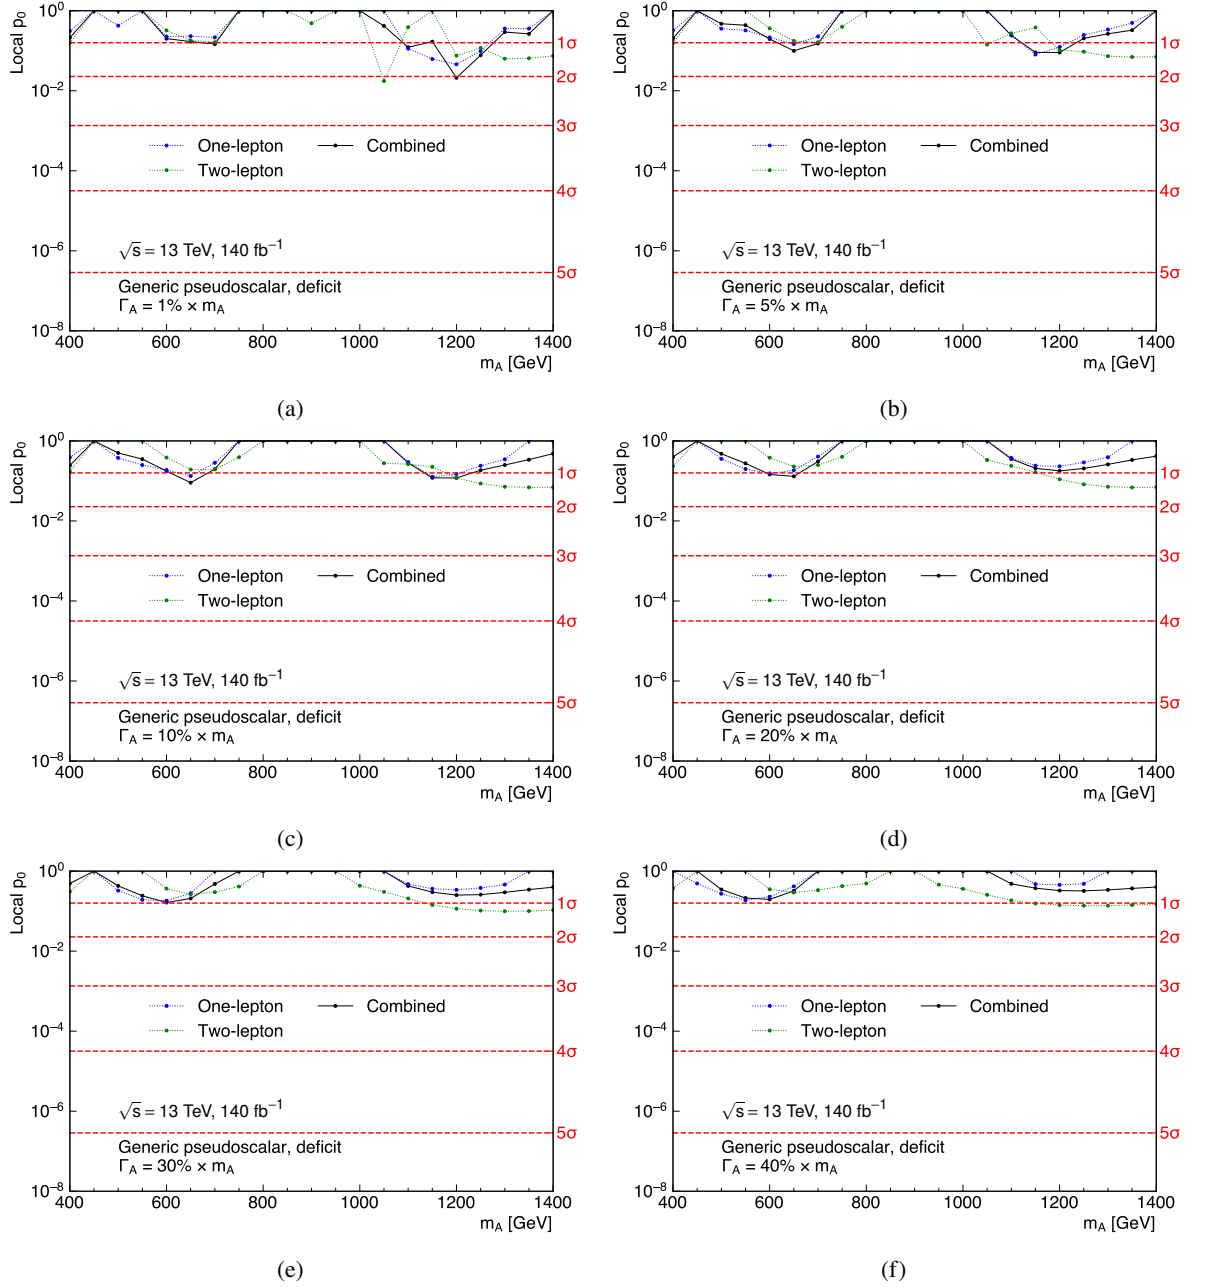 Local p₀
10⁰
10⁻²
10⁻⁴
10⁻⁶
10⁻⁸
1σ
2σ
3σ
4σ
5σ
One-lepton
Combined
Two-lepton
√s = 13 TeV, 140 fb⁻¹
Generic pseudoscalar, deficit
Γ_A = 1% × m_A
400 600 800 1000 1200 1400
m_A [GeV]
(a)
Local p₀
10⁰
10⁻²
10⁻⁴
10⁻⁶
10⁻⁸
1σ
2σ
3σ
4σ
5σ
One-lepton
Combined
Two-lepton
√s = 13 TeV, 140 fb⁻¹
Generic pseudoscalar, deficit
Γ_A = 5% × m_A
400 600 800 1000 1200 1400
m_A [GeV]
(b)
Local p₀
10⁰
10⁻²
10⁻⁴
10⁻⁶
10⁻⁸
1σ
2σ
3σ
4σ
5σ
One-lepton
Combined
Two-lepton
√s = 13 TeV, 140 fb⁻¹
Generic pseudoscalar, deficit
Γ_A = 10% × m_A
400 600 800 1000 1200 1400
m_A [GeV]
(c)
Local p₀
10⁰
10⁻²
10⁻⁴
10⁻⁶
10⁻⁸
1σ
2σ
3σ
4σ
5σ
One-lepton
Combined
Two-lepton
√s = 13 TeV, 140 fb⁻¹
Generic pseudoscalar, deficit
Γ_A = 20% × m_A
400 600 800 1000 1200 1400
m_A [GeV]
(d)
Local p₀
10⁰
10⁻²
10⁻⁴
10⁻⁶
10⁻⁸
1σ
2σ
3σ
4σ
5σ
One-lepton
Combined
Two-lepton
√s = 13 TeV, 140 fb⁻¹
Generic pseudoscalar, deficit
Γ_A = 30% × m_A
400 600 800 1000 1200 1400
m_A [GeV]
(e)
Local p₀
10⁰
10⁻²
10⁻⁴
10⁻⁶
10⁻⁸
1σ
2σ
3σ
4σ
5σ
One-lepton
Combined
Two-lepton
√s = 13 TeV, 140 fb⁻¹
Generic pseudoscalar, deficit
Γ_A = 40% × m_A
400 600 800 1000 1200 1400
m_A [GeV]
(f)